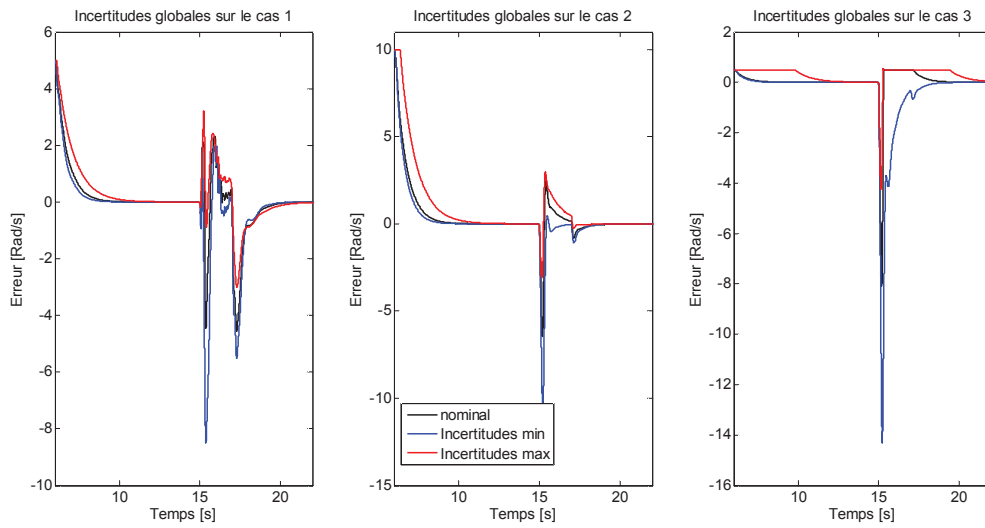 Incertitudes globales sur le cas 1
Incertitudes globales sur le cas 2
Incertitudes globales sur le cas 3
Erreur [Rad/s]
6
4
2
0
-2
-4
-6
-8
-10
10
15
20
Temps [s]
Erreur [Rad/s]
10
5
0
-5
-10
-15
10
15
20
Temps [s]
nominal
Incertitudes min
Incertitudes max
Erreur [Rad/s]
0
-2
-4
-6
-8
-10
-12
-14
-16
10
15
20
Temps [s]